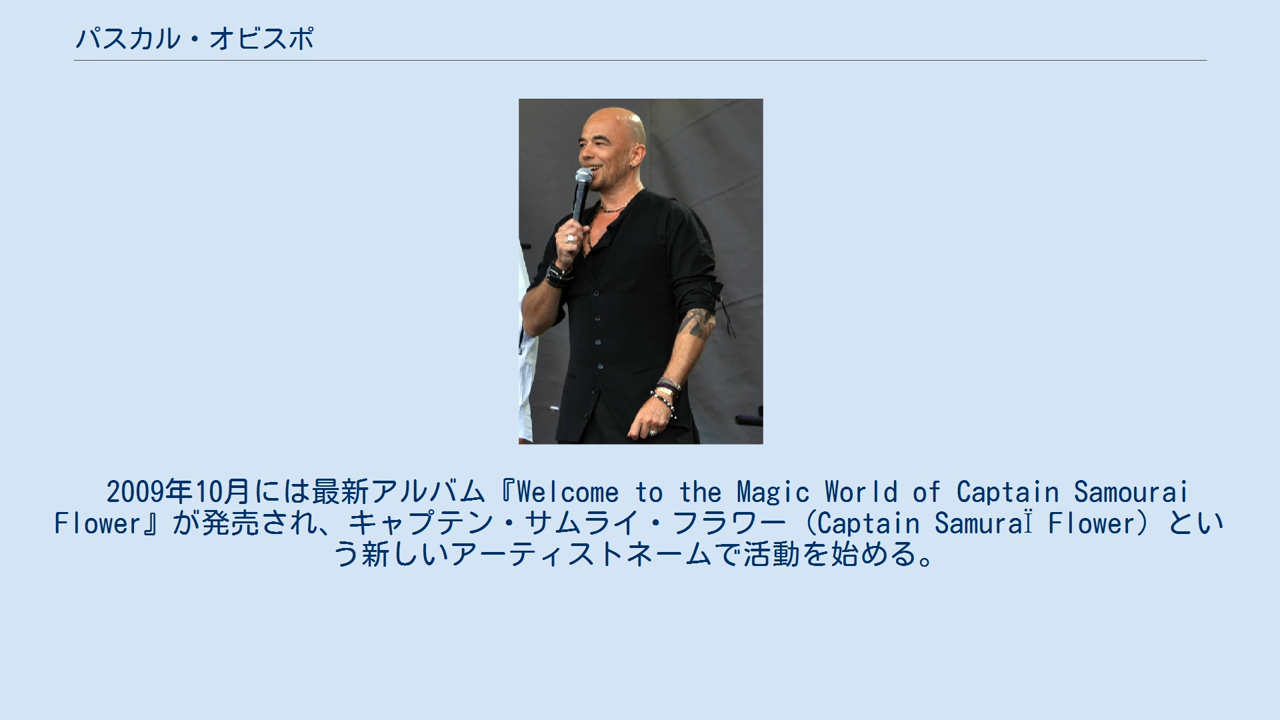 パスカル・オビスポ
2009年10月には最新アルバム『Welcome to the Magic World of Captain Samourai
Flower』が発売され、キャプテン・サムライ・フラワー（Captain SamuraÏ Flower）とい
う新しいアーティストネームで活動を始める。